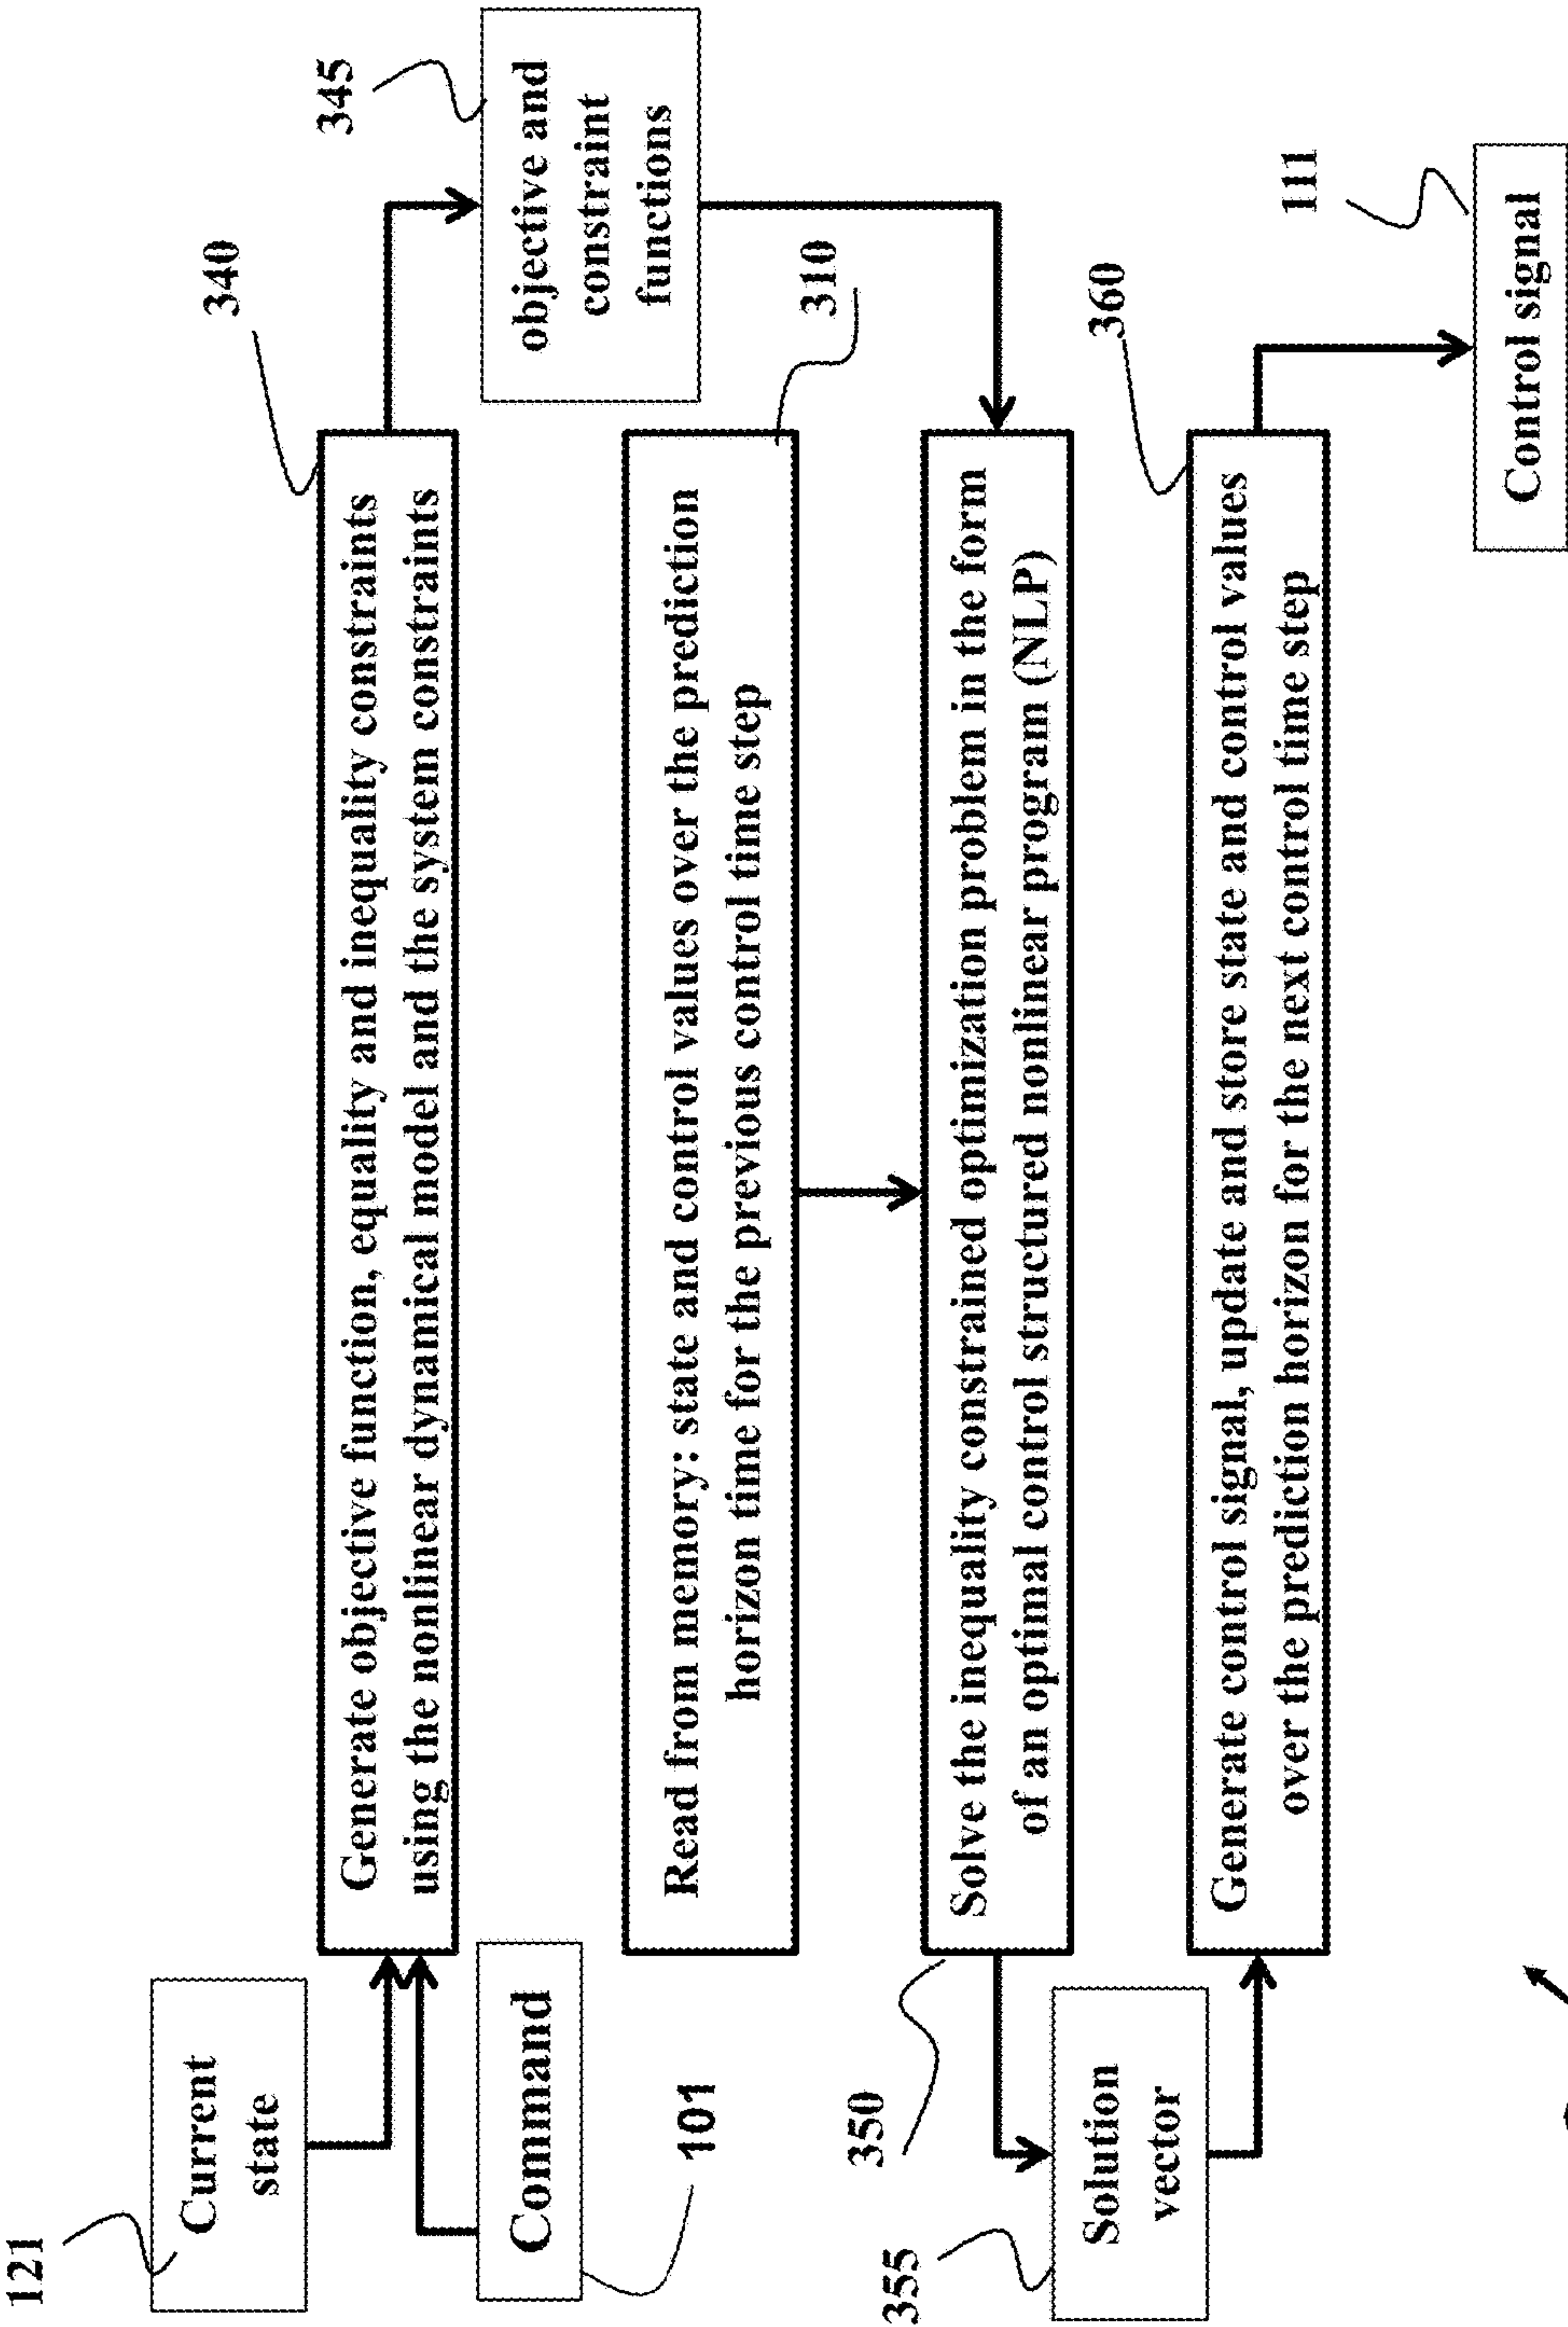 121
Current
state
Command
101
340
Generate objective function, equality and inequality constraints
using the nonlinear dynamical model and the system constraints
345
objective and
constraint
functions
310
Read from memory: state and control values over the prediction
horizon time for the previous control time step
350
Solve the inequality constrained optimization problem in the form
of an optimal control structured nonlinear program (NLP)
355
Solution
vector
360
Generate control signal, update and store state and control values
over the prediction horizon for the next control time step
111
Control signal